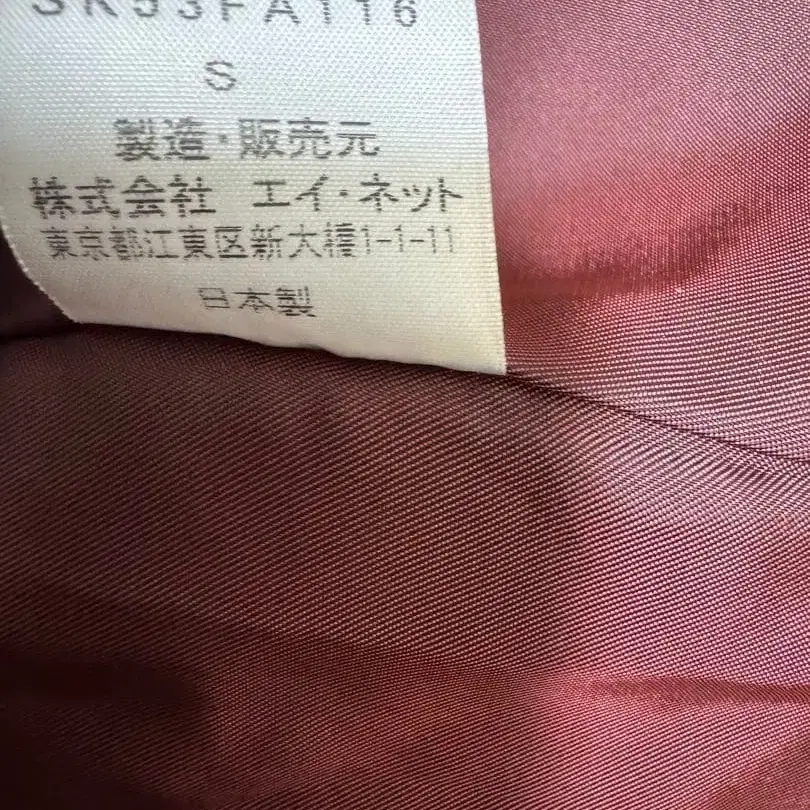 SK53FA116
S
製造・販売元
株式会社 エイ・ネット
東京都江東区新大橋1-1-11
日本製